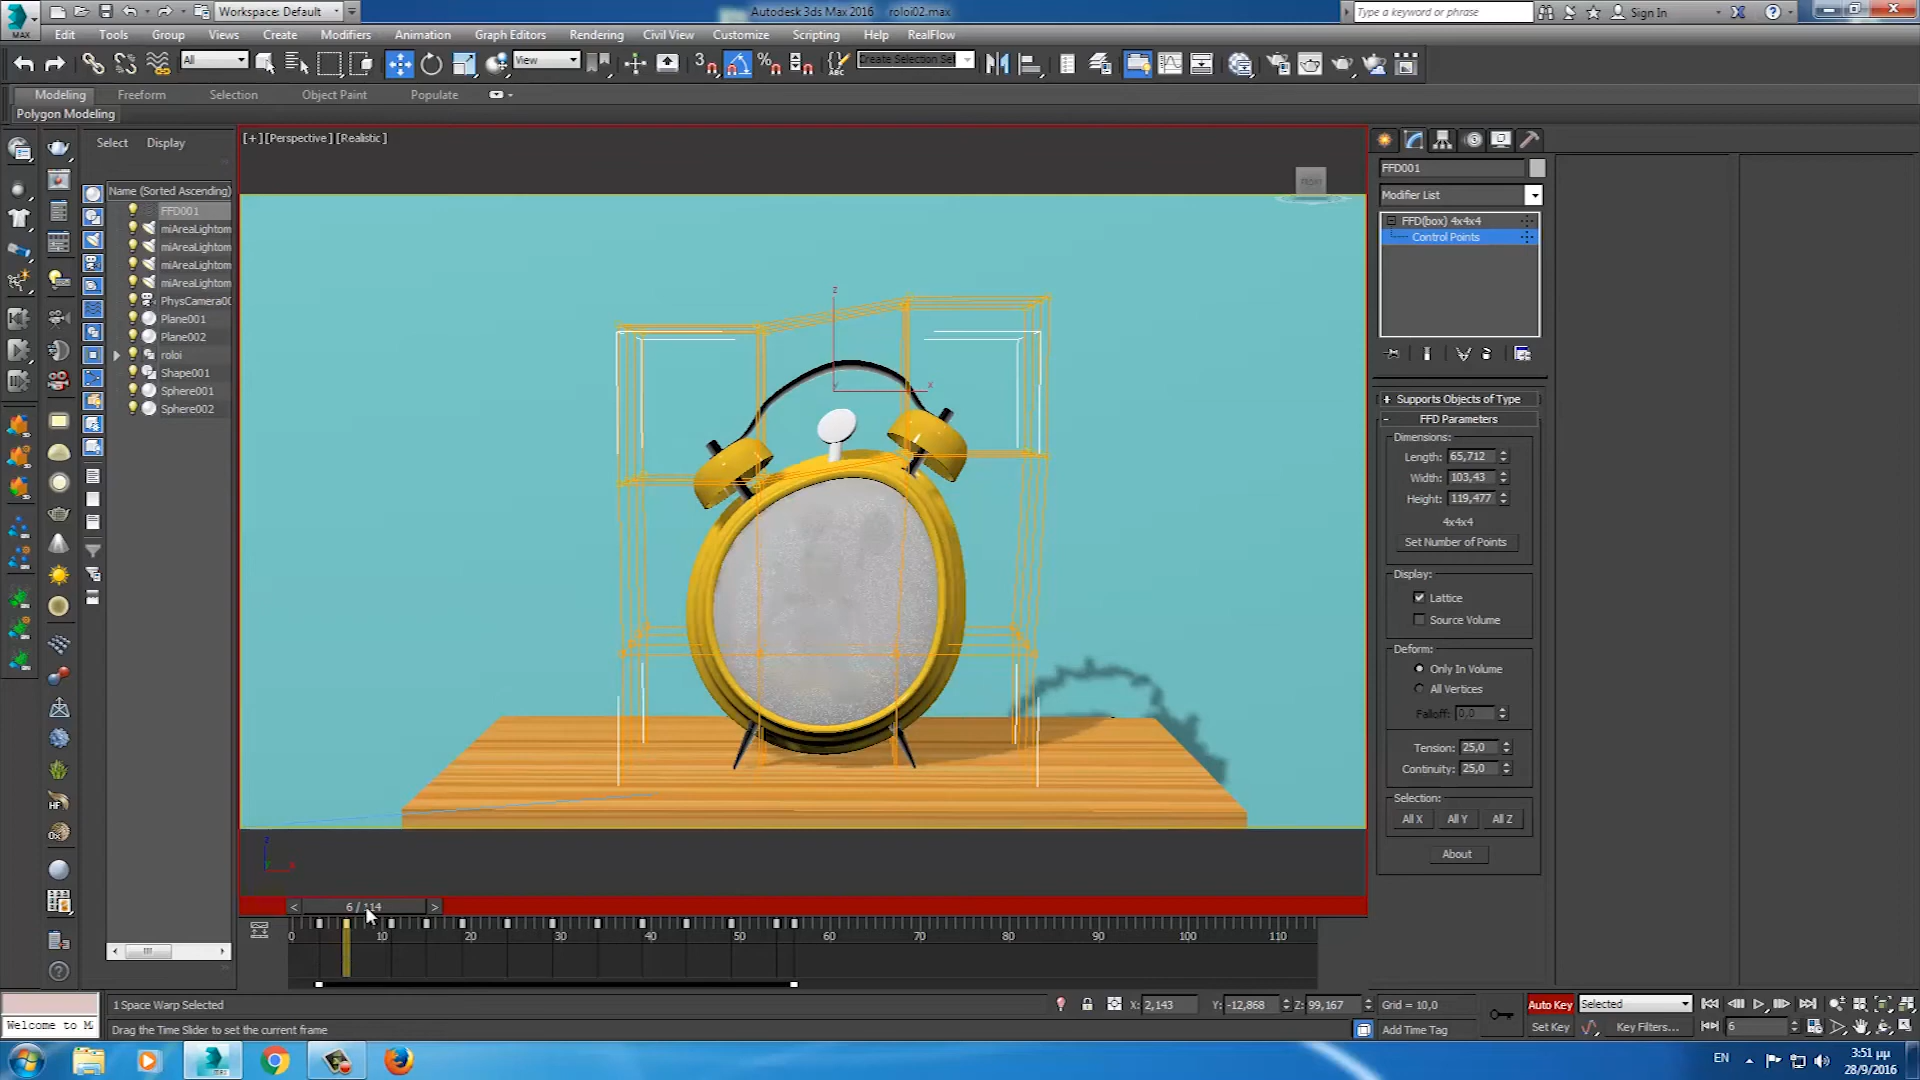 Workspace: Default
Autodesk 3ds Max 2016 roloi02.max
Type a keyword or phrase
Sign In
MAX
Edit Tools Group Views Create Modifiers Animation Graph Editors Rendering Civil View Customize Scripting Help RealFlow
All
View
Create Selection Se
Modeling Freeform Selection Object Paint Populate
Polygon Modeling
Select Display
Name (Sorted Ascending)
FFD001
miAreaLightom
miAreaLightom
miAreaLightom
miAreaLightom
PhysCamera00
Plane001
Plane002
roloi
Shape001
Sphere001
Sphere002
[+] [Perspective] [Realistic]
FRONT
z
x
y
FFD001
Modifier List
FFD(box) 4x4x4
Control Points
+ Supports Objects of Type
- FFD Parameters
Dimensions:
Length: 65,712
Width: 103,43
Height: 119,477
4x4x4
Set Number of Points
Display:
Lattice
Source Volume
Deform:
Only In Volume
All Vertices
Falloff: 0,0
Tension: 25,0
Continuity: 25,0
Selection:
All X All Y All Z
About
< 6 / 114 >
0 10 20 30 40 50 60 70 80 90 100 110
1 Space Warp Selected
X: 2,143 Y: -12,868 Z: 99,167 Grid = 10,0
Auto Key Selected
Welcome to M
Drag the Time Slider to set the current frame
Add Time Tag
Set Key Key Filters... 6
EN
3:51 μμ
28/9/2016